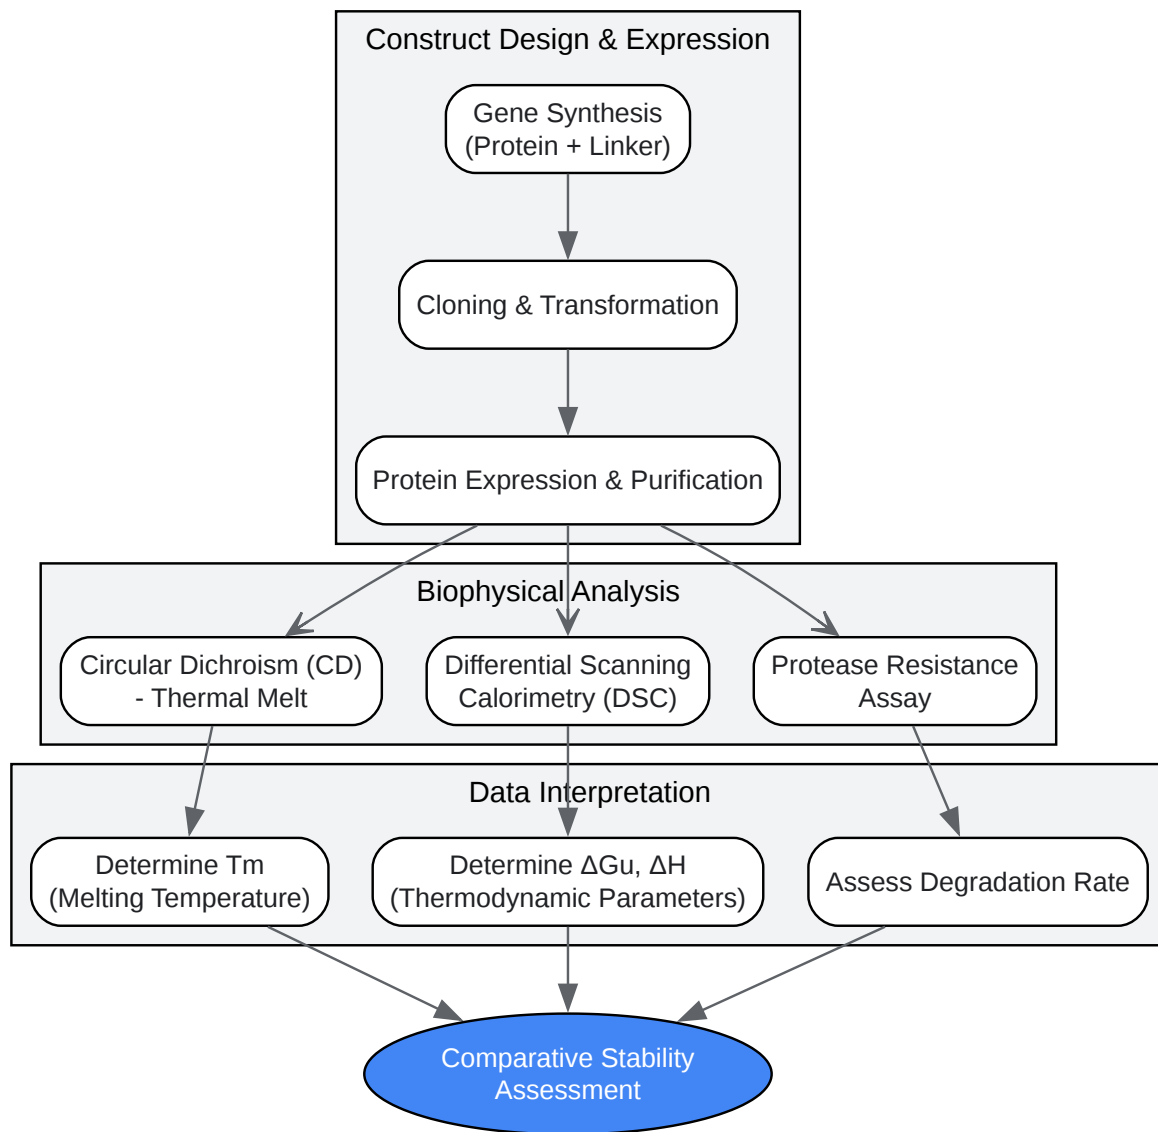 Construct Design & Expression
Gene Synthesis
(Protein + Linker)
Cloning & Transformation
Protein Expression & Purification
Biophysical Analysis
Circular Dichroism (CD)
- Thermal Melt
Differential Scanning
Calorimetry (DSC)
Protease Resistance
Assay
Data Interpretation
Determine Tm
(Melting Temperature)
Determine ΔGu, ΔH
(Thermodynamic Parameters)
Assess Degradation Rate
Comparative Stability
Assessment